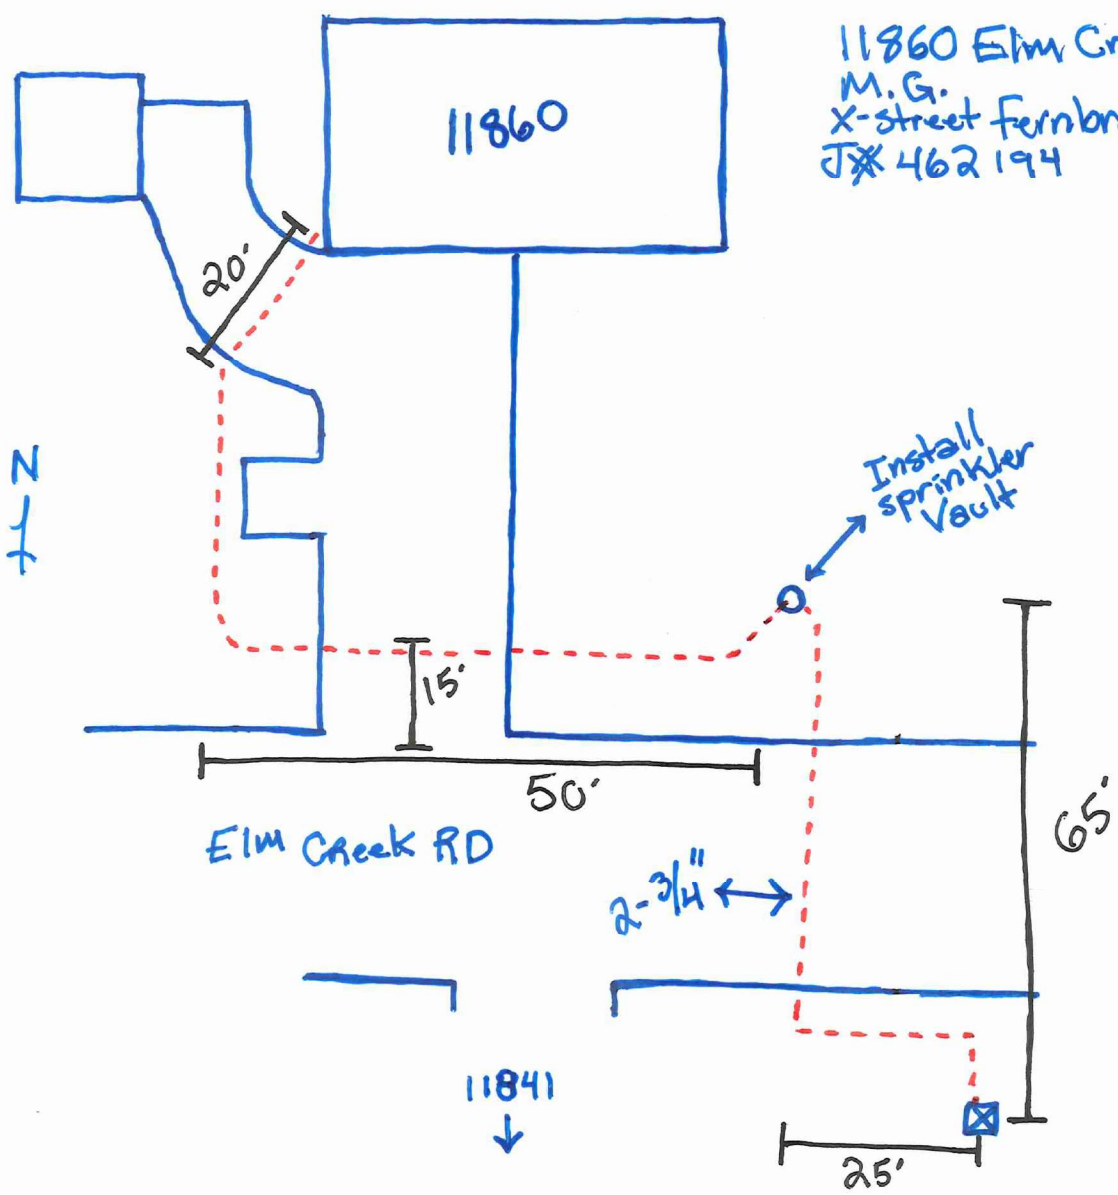 11860 Elm Cr
M.G.
X-street Fernbr
J# 462194
11860
20'
N
Install
sprinkler
Vault
15'
50'
65'
Elm Creek RD
2-3/4"
11841
25'